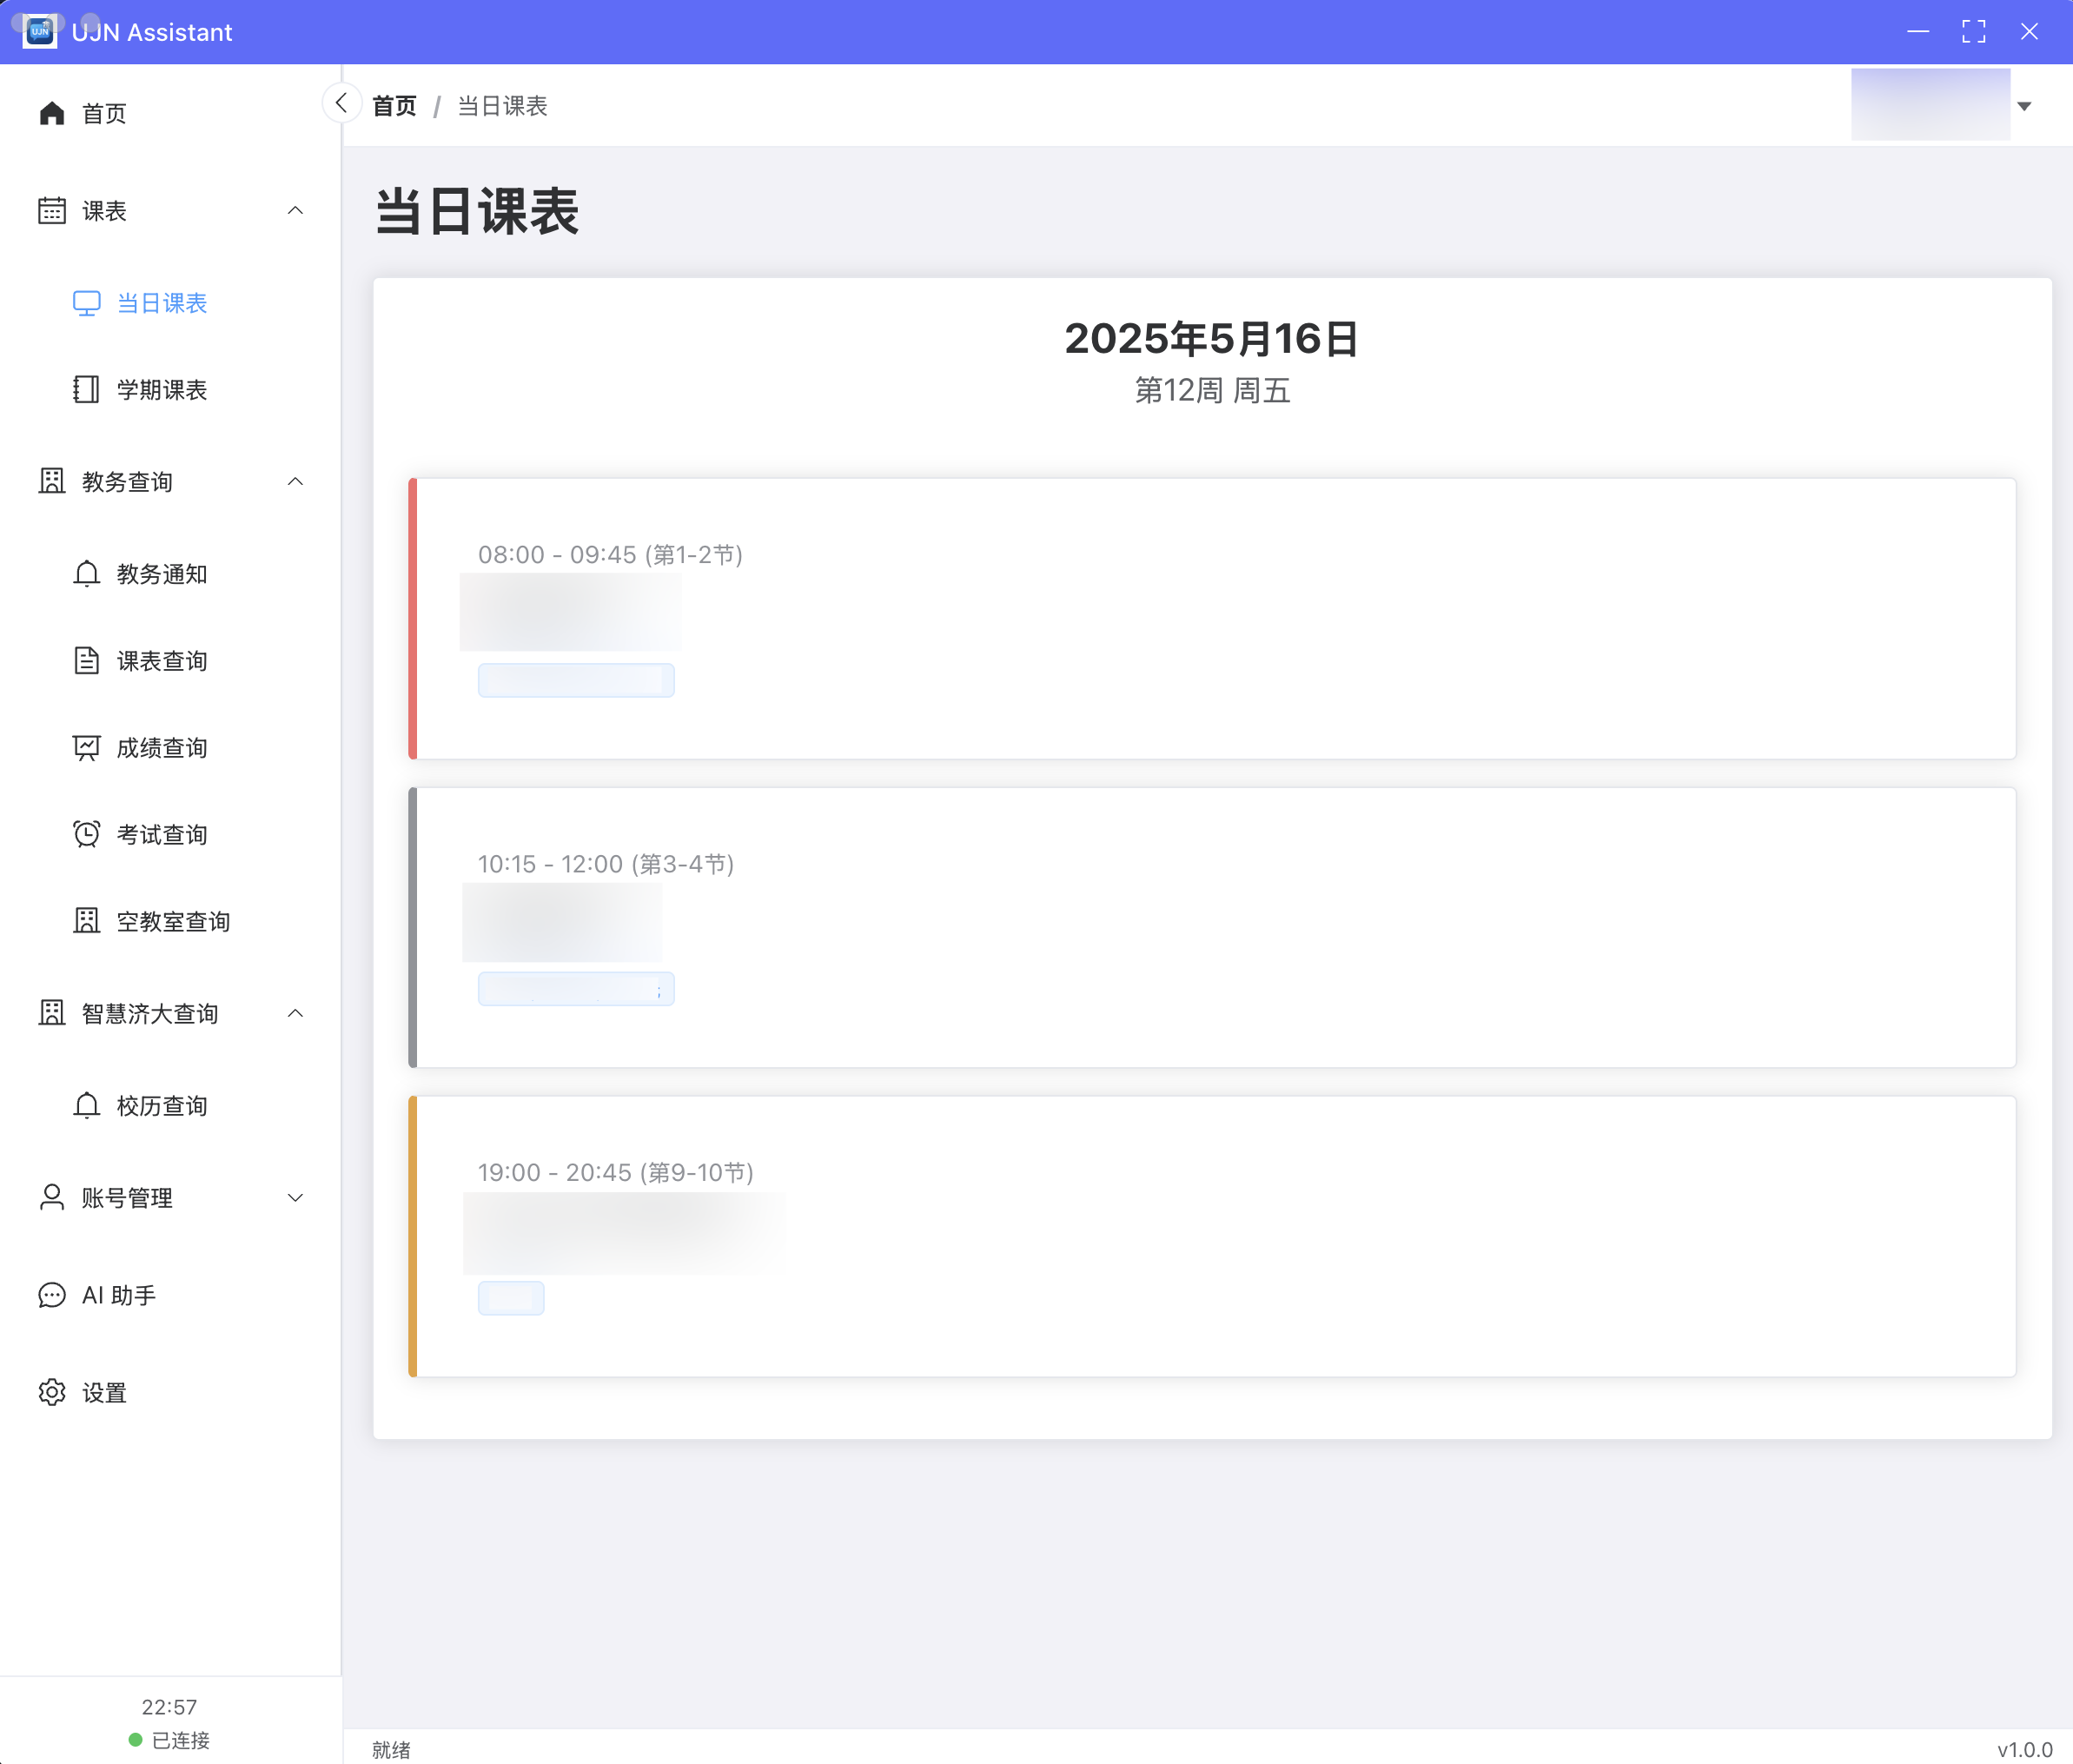 UJN Assistant
首页
课表
当日课表
学期课表
教务查询
教务通知
课表查询
成绩查询
考试查询
空教室查询
智慧济大查询
校历查询
账号管理
AI 助手
设置
22:57
已连接
首页 / 当日课表
当日课表
2025年5月16日
第12周 周五
08:00 - 09:45 (第1-2节)
10:15 - 12:00 (第3-4节)
;
19:00 - 20:45 (第9-10节)
就绪
v1.0.0